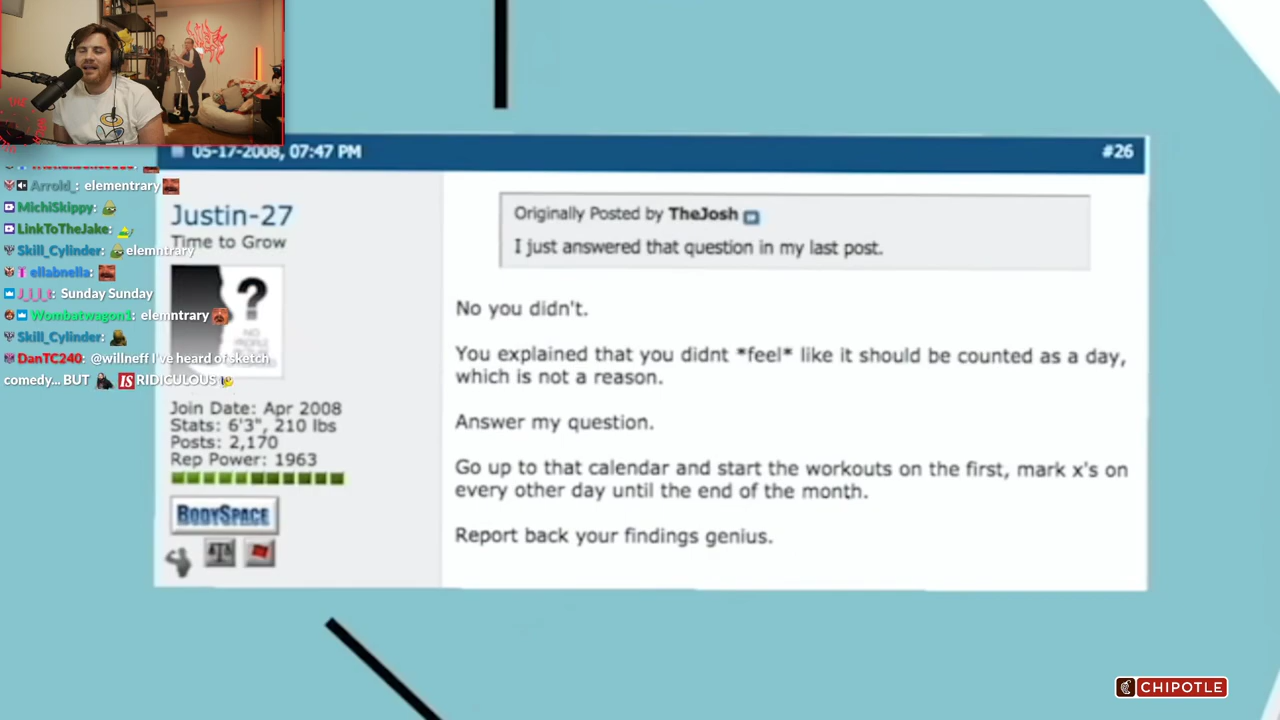 05-17-2008, 07:47 PM
#26
Arrold_: elementrary
MichiSkippy:
LinkToTheJake:
Skill_Cylinder: elemntrary
ellabnella:
J_j_j_t: Sunday Sunday
Wombatwagon1: elemntrary
Skill_Cylinder:
DanTC240: @willneff I've heard of sketch
comedy... BUT IS RIDICULOUS
Justin-27
Time to Grow
?
NO
Join Date: Apr 2008
Stats: 6'3", 210 lbs
Posts: 2,170
Rep Power: 1963
BODYSPACE
Originally Posted by TheJosh
I just answered that question in my last post.
No you didn't.
You explained that you didnt *feel* like it should be counted as a day,
which is not a reason.
Answer my question.
Go up to that calendar and start the workouts on the first, mark x's on
every other day until the end of the month.
Report back your findings genius.
CHIPOTLE